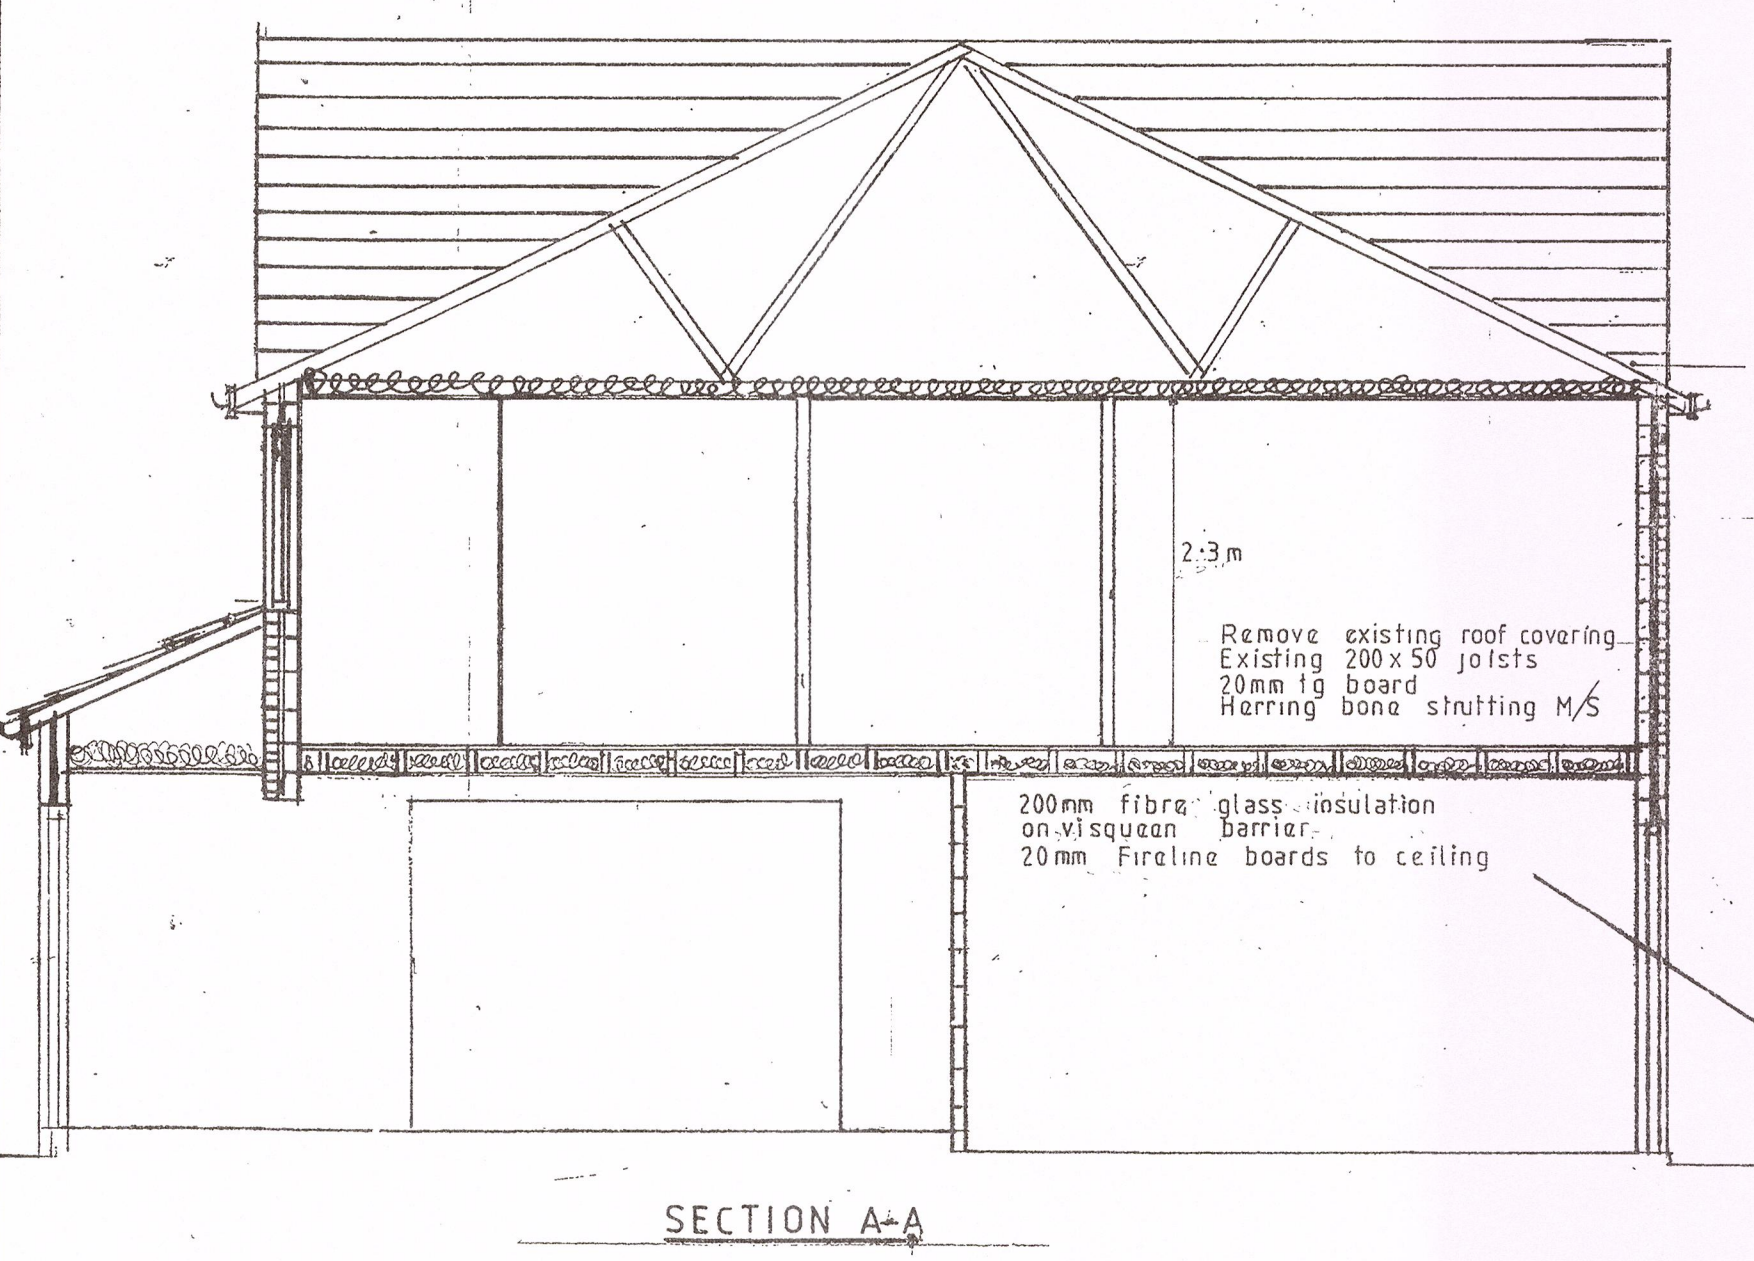 2.3m
Remove existing roof covering
Existing 200 x 50 joists
20mm tg board
Herring bone strutting M/S
200mm fibre glass insulation
on visqueen barrier
20mm Fireline boards to ceiling
SECTION A-A